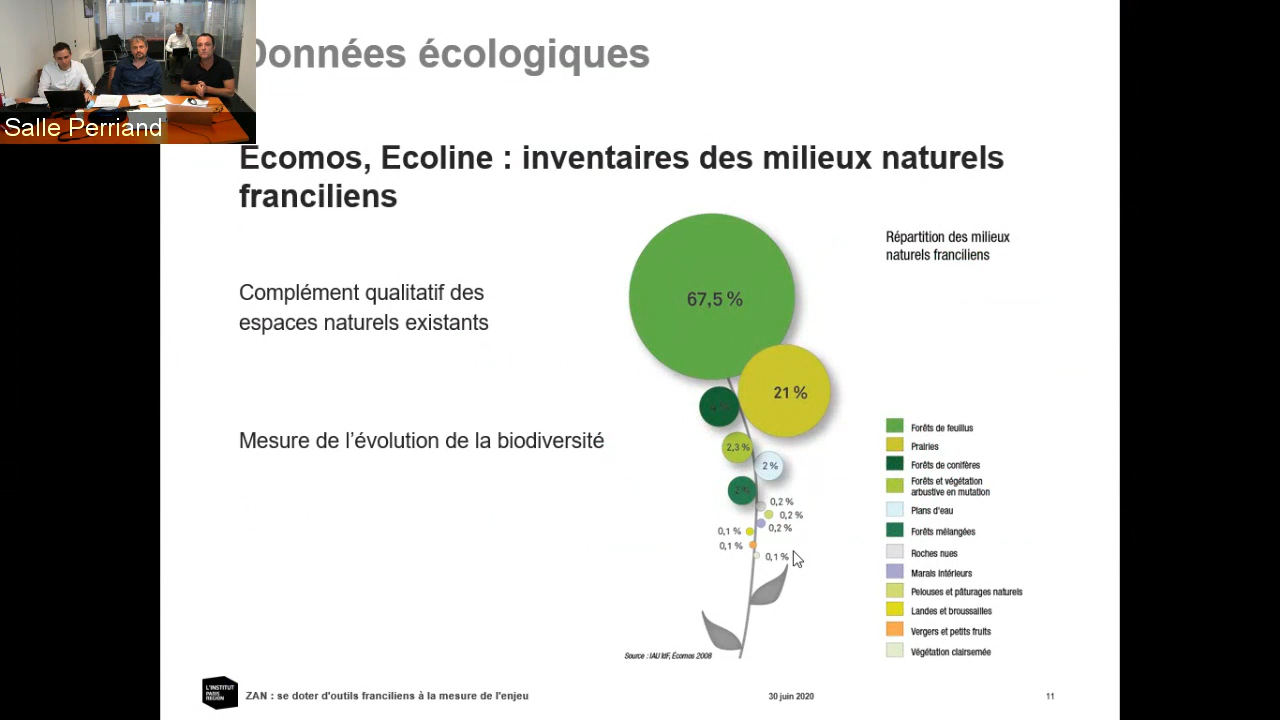 Données écologiques
Salle Perriand
Ecomos, Ecoline : inventaires des milieux naturels
franciliens
Répartition des milieux
naturels franciliens
67,5 %
Complément qualitatif des
espaces naturels existants
21 %
Mesure de l’évolution de la biodiversité
2,3 %
2 %
2 %
0,2 %
0,2 %
0,2 %
0,1 %
0,1 %
0,1 %
Forêts de feuillus
Prairies
Forêts de conifères
Forêts et végétation
arbustive en mutation
Plans d'eau
Forêts mélangées
Roches nues
Marais intérieurs
Pelouses et pâturages naturels
Landes et broussailles
Vergers et petits fruits
Végétation clairsemée
Source : IAU îdF, Écomos 2008
L'INSTITUT
PARIS
REGION
ZAN : se doter d'outils franciliens à la mesure de l'enjeu
30 juin 2020
11